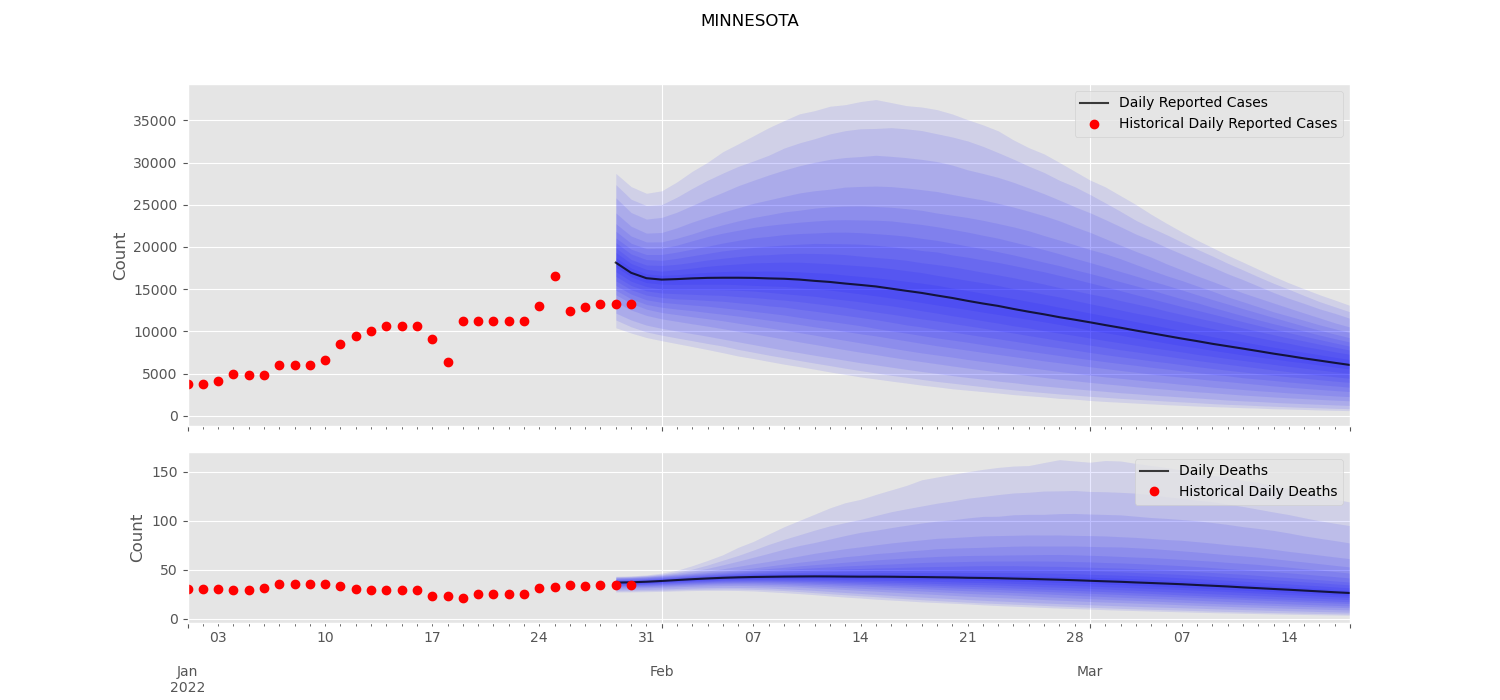 MINNESOTA
35000
30000
25000
20000
15000
10000
5000
0
Count
Daily Reported Cases
Historical Daily Reported Cases
150
100
50
0
Count
Daily Deaths
Historical Daily Deaths
03 10 17 24 31 07 14 21 28 07 14
Jan Feb Mar
2022